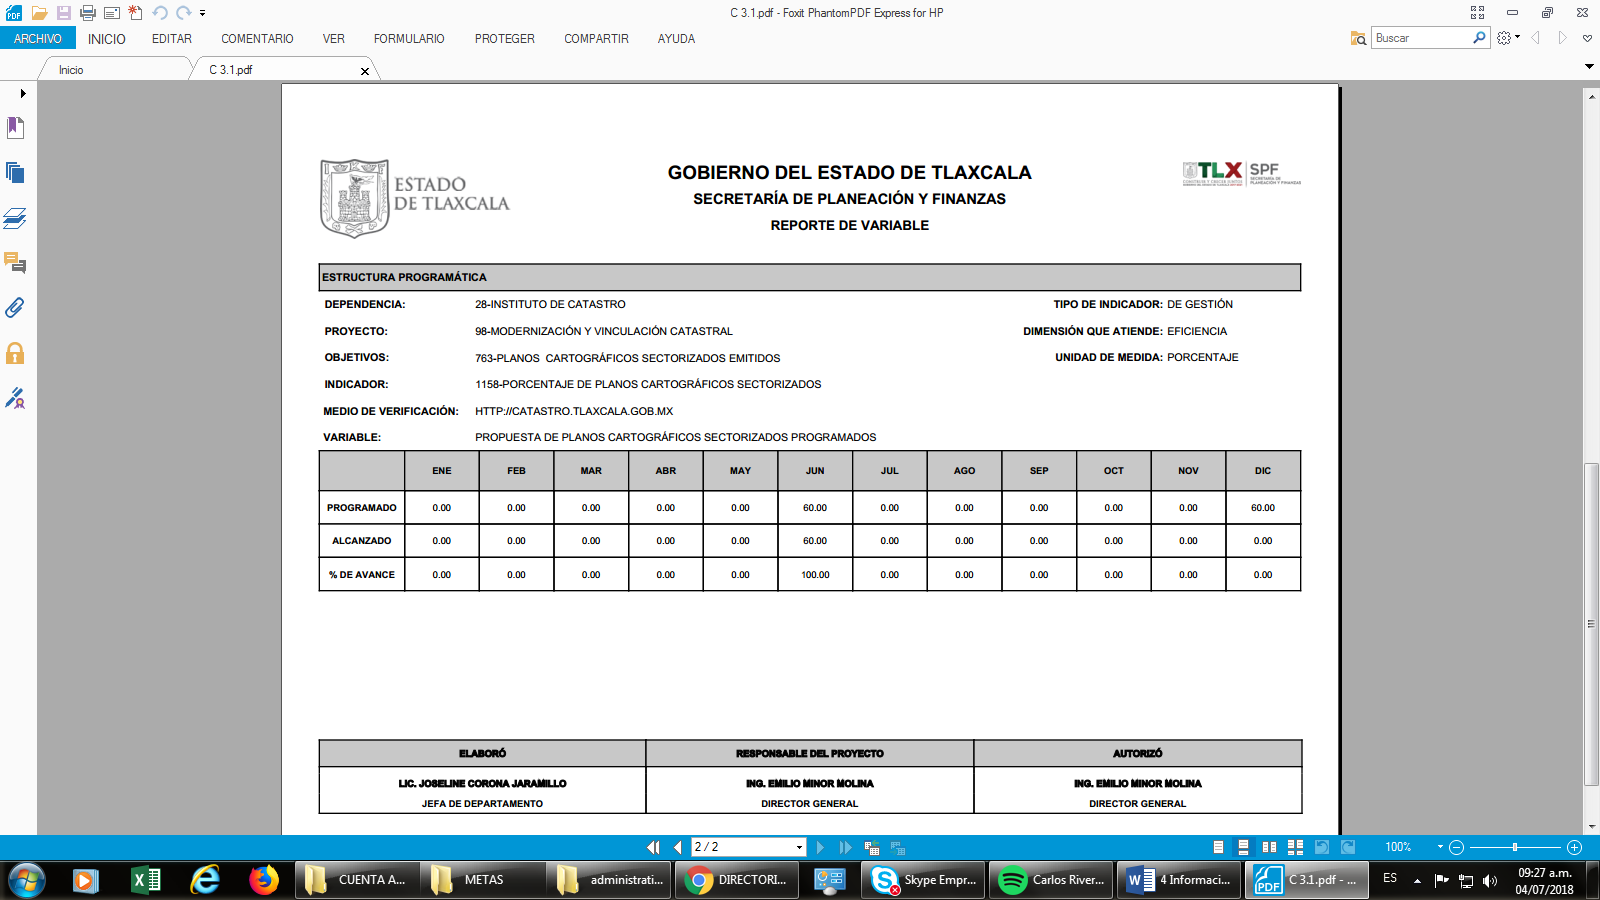 C 3.1.pdf - Foxit PhantomPDF Express for HP
ARCHIVO INICIO EDITAR COMENTARIO VER FORMULARIO PROTEGER COMPARTIR AYUDA Buscar
Inicio C 3.1.pdf
ESTADO DE TLAXCALA
GOBIERNO DEL ESTADO DE TLAXCALA
SECRETARÍA DE PLANEACIÓN Y FINANZAS
REPORTE DE VARIABLE
TLX SPF
SECRETARÍA DE PLANEACIÓN Y FINANZAS
ESTRUCTURA PROGRAMÁTICA
DEPENDENCIA: 28-INSTITUTO DE CATASTRO TIPO DE INDICADOR: DE GESTIÓN
PROYECTO: 98-MODERNIZACIÓN Y VINCULACIÓN CATASTRAL DIMENSIÓN QUE ATIENDE: EFICIENCIA
OBJETIVOS: 763-PLANOS CARTOGRÁFICOS SECTORIZADOS EMITIDOS UNIDAD DE MEDIDA: PORCENTAJE
INDICADOR: 1158-PORCENTAJE DE PLANOS CARTOGRÁFICOS SECTORIZADOS
MEDIO DE VERIFICACIÓN: HTTP://CATASTRO.TLAXCALA.GOB.MX
VARIABLE: PROPUESTA DE PLANOS CARTOGRÁFICOS SECTORIZADOS PROGRAMADOS
ENE FEB MAR ABR MAY JUN JUL AGO SEP OCT NOV DIC
PROGRAMADO 0.00 0.00 0.00 0.00 0.00 60.00 0.00 0.00 0.00 0.00 0.00 60.00
ALCANZADO 0.00 0.00 0.00 0.00 0.00 60.00 0.00 0.00 0.00 0.00 0.00 0.00
% DE AVANCE 0.00 0.00 0.00 0.00 0.00 100.00 0.00 0.00 0.00 0.00 0.00 0.00
ELABORÓ RESPONSABLE DEL PROYECTO AUTORIZÓ
LIC. JOSELINE CORONA JARAMILLO ING. EMILIO MINOR MOLINA ING. EMILIO MINOR MOLINA
JEFA DE DEPARTAMENTO DIRECTOR GENERAL DIRECTOR GENERAL
2 / 2 100%
CUENTA A... METAS administrati... DIRECTORI... Skype Empr... Carlos River... 4 Informaci... C 3.1.pdf - ... ES 09:27 a.m.
04/07/2018